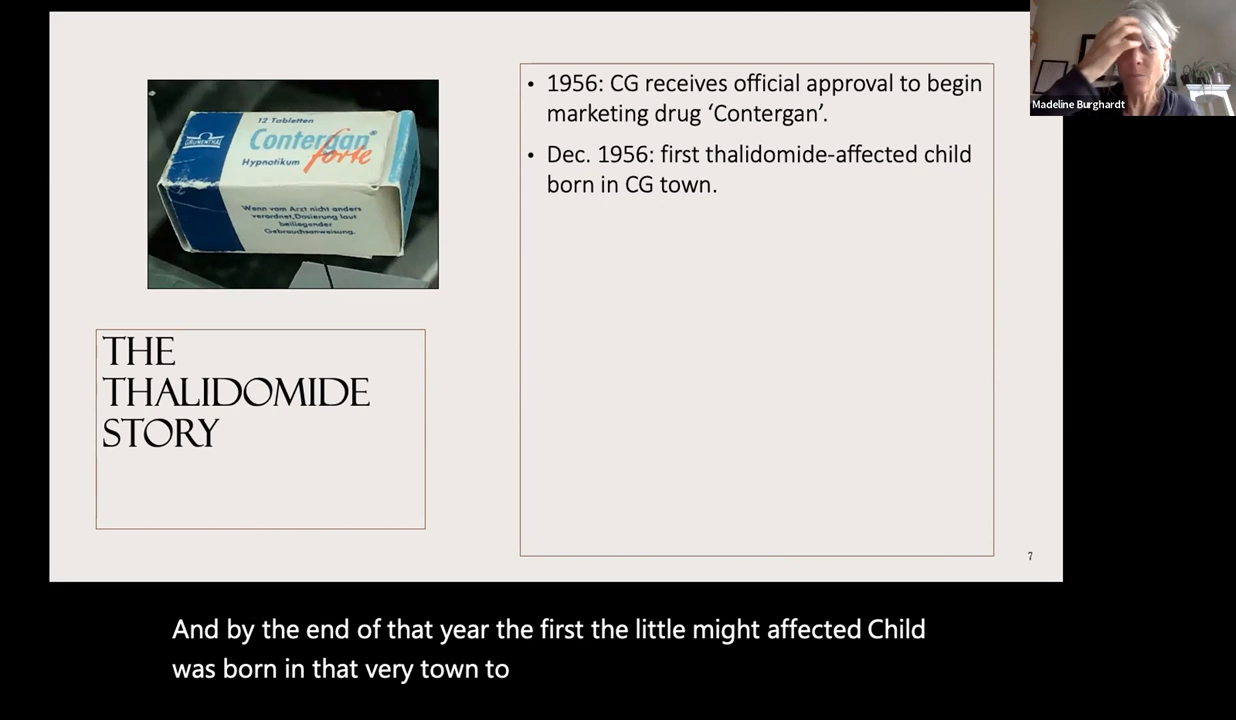 12 Tabletten
Contergan®
forte
Hypnotikum
GRÜNENTHAL
Wenn vom Arzt nicht anders
verordnet, Dosierung laut
beiliegender
Gebrauchsanweisung.
THE
THALIDOMIDE
STORY
• 1956: CG receives official approval to begin
marketing drug ‘Contergan’.
• Dec. 1956: first thalidomide-affected child
born in CG town.
7
Madeline Burghardt
And by the end of that year the first the little might affected Child
was born in that very town to